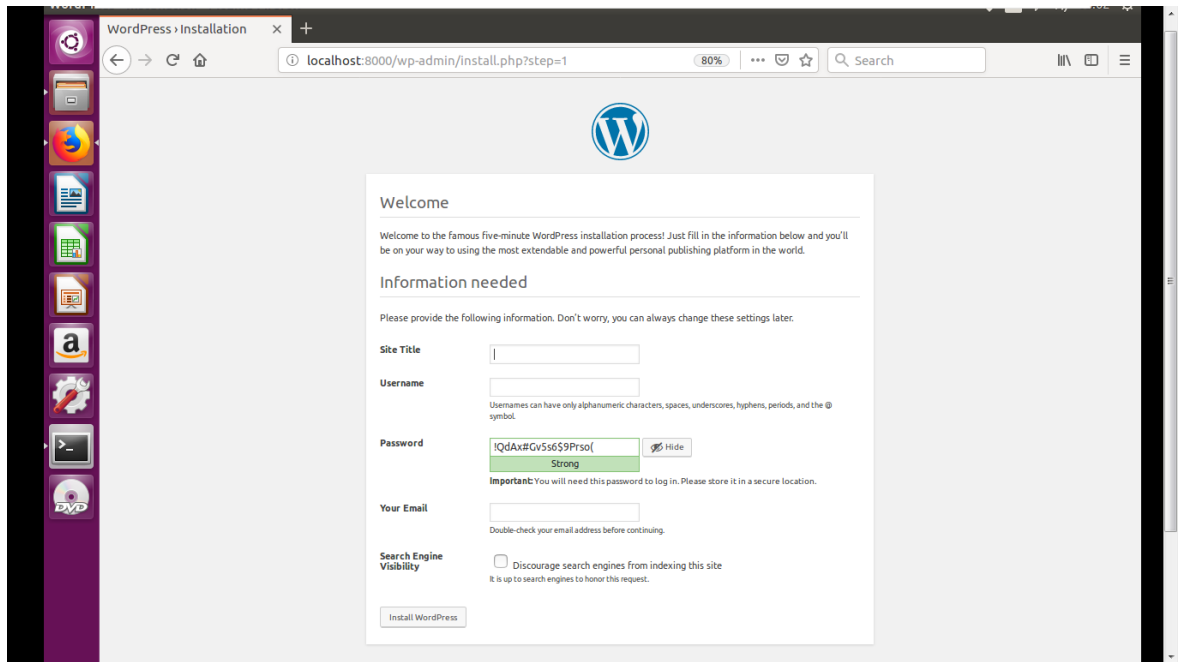 WordPress › Installation
localhost:8000/wp-admin/install.php?step=1
80%
Search
Welcome
Welcome to the famous five-minute WordPress installation process! Just fill in the information below and you’ll
be on your way to using the most extendable and powerful personal publishing platform in the world.
Information needed
Please provide the following information. Don’t worry, you can always change these settings later.
Site Title
Username
Usernames can have only alphanumeric characters, spaces, underscores, hyphens, periods, and the @
symbol.
Password
!QdAx#Gv5s6$9Prso(
Hide
Strong
Important: You will need this password to log in. Please store it in a secure location.
Your Email
Double-check your email address before continuing.
Search Engine
Visibility
Discourage search engines from indexing this site
It is up to search engines to honor this request.
Install WordPress